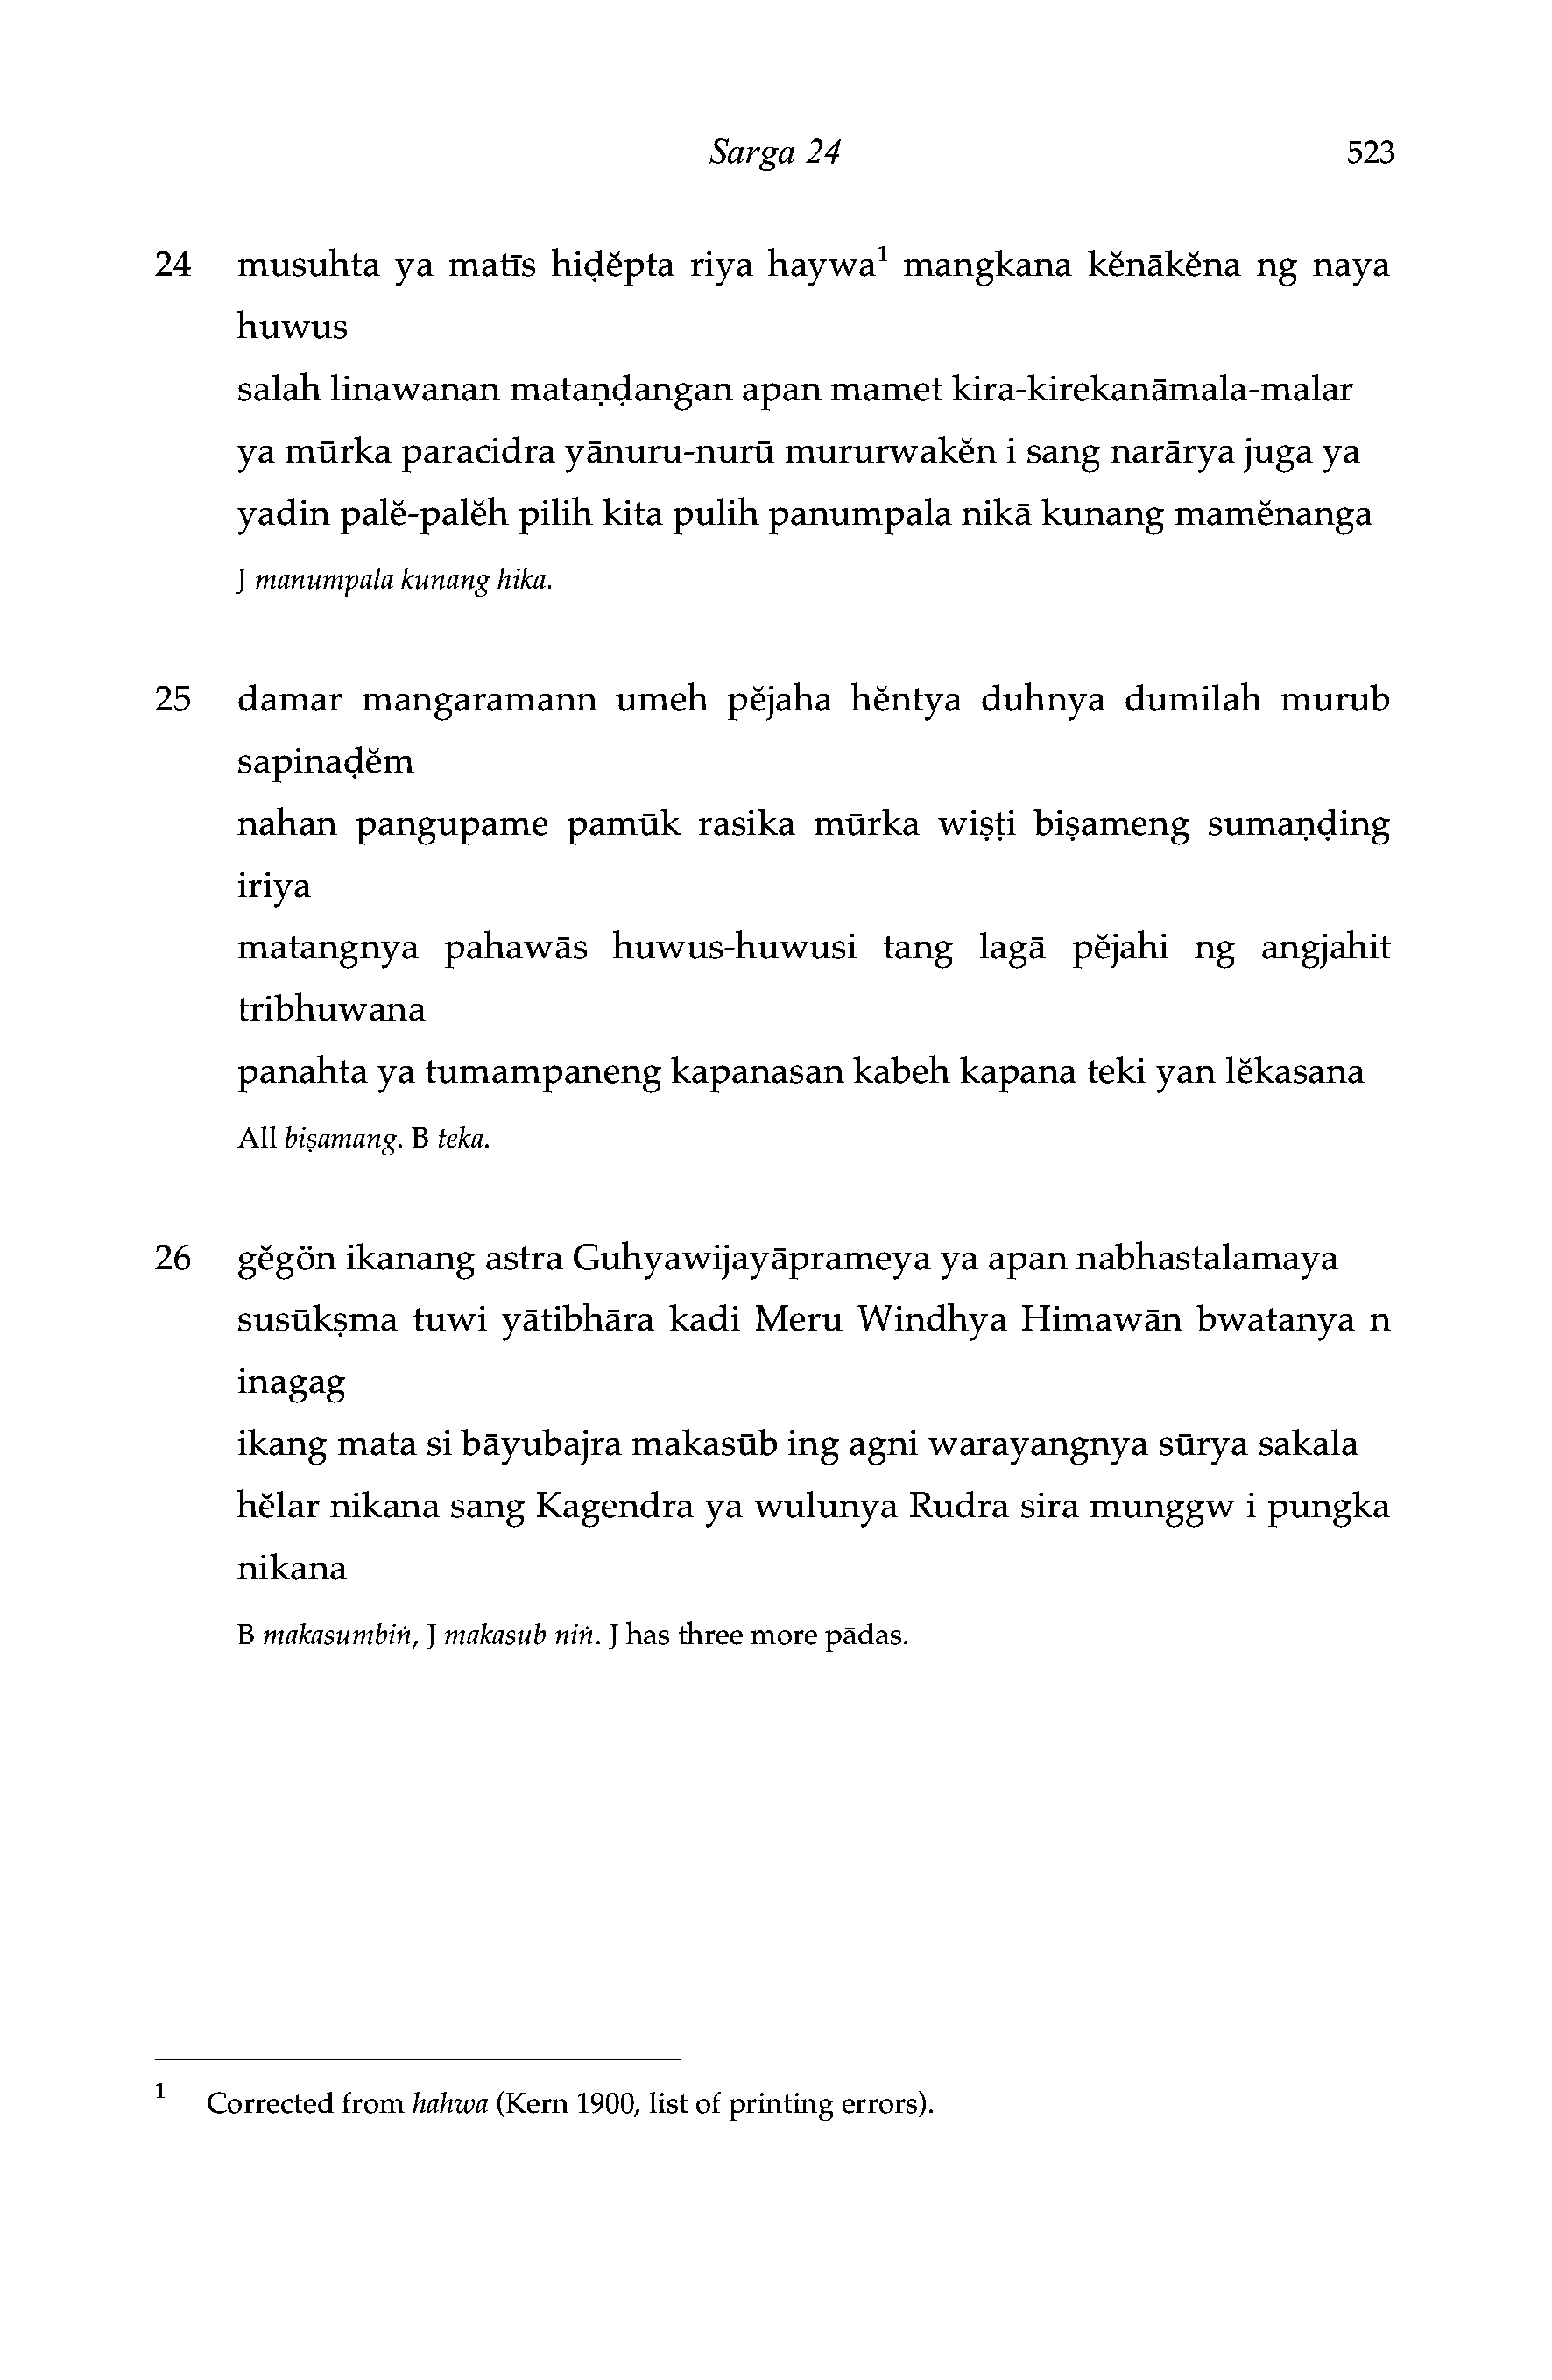 Sarga 24 523
24 musuhta ya matīs hiḍĕpta riya haywa¹ mangkana kĕnākĕna ng naya
huwus
salah linawanan mataṇḍangan apan mamet kira-kirekanāmala-malar
ya mūrka paracidra yānuru-nurū mururwakĕn i sang narārya juga ya
yadin palĕ-palĕh pilih kita pulih panumpala nikā kunang mamĕnanga
J manumpala kunang hika.
25 damar mangaramann umeh pĕjaha hĕntya duhnya dumilah murub
sapinaḍĕm
nahan pangupame pamūk rasika mūrka wiṣṭi biṣameng sumaṇḍing
iriya
matangnya pahawās huwus-huwusi tang lagā pĕjahi ng angjahit
tribhuwana
panahta ya tumampaneng kapanasan kabeh kapana teki yan lĕkasana
All biṣamang. B teka.
26 gĕgön ikanang astra Guhyawijayāprameya ya apan nabhastalamaya
susūkṣma tuwi yātibhāra kadi Meru Windhya Himawān bwatanya n
inagag
ikang mata si bāyubajra makasūb ing agni warayangnya sūrya sakala
hĕlar nikana sang Kagendra ya wulunya Rudra sira munggw i pungka
nikana
B makasumbiṅ, J makasub niṅ. J has three more pādas.
¹ Corrected from hahwa (Kern 1900, list of printing errors).